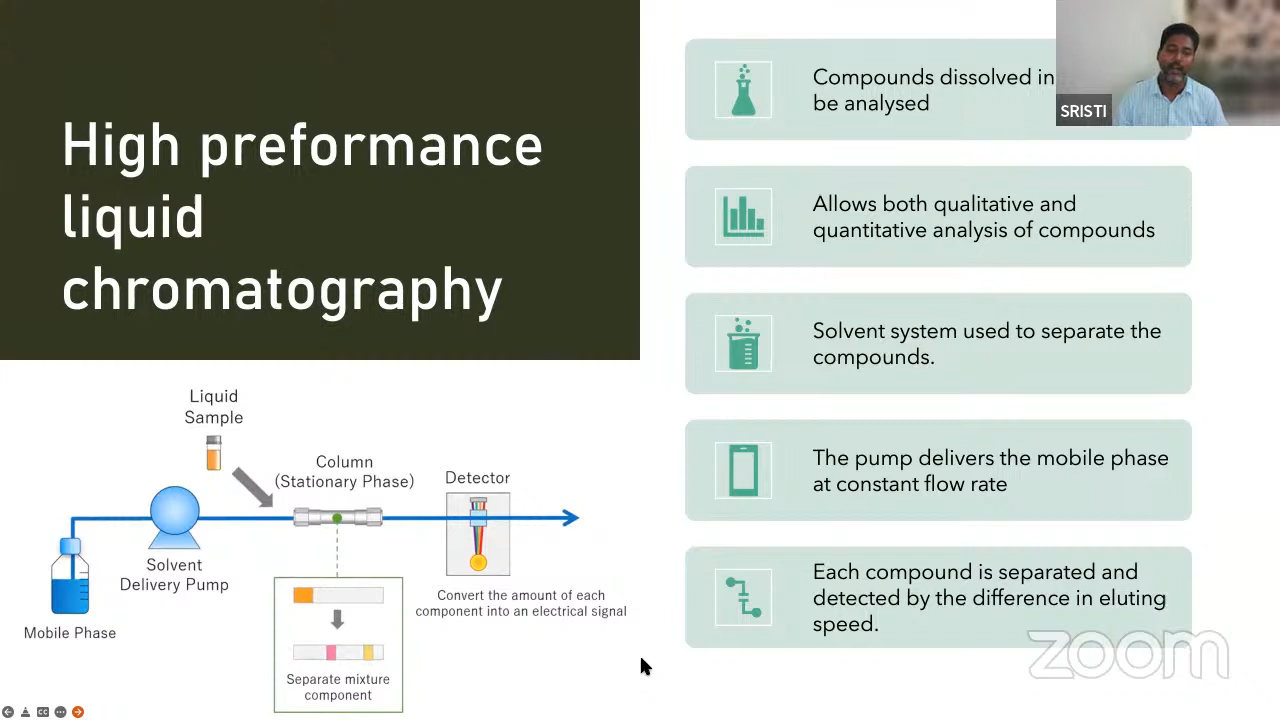 High preformance
liquid
chromatography
Compounds dissolved in
be analysed
SRISTI
Allows both qualitative and
quantitative analysis of compounds
Solvent system used to separate the
compounds.
The pump delivers the mobile phase
at constant flow rate
Each compound is separated and
detected by the difference in eluting
speed.
Liquid
Sample
Column
(Stationary Phase)
Detector
Solvent
Delivery Pump
Mobile Phase
Convert the amount of each
component into an electrical signal
Separate mixture
component
zoom
CC